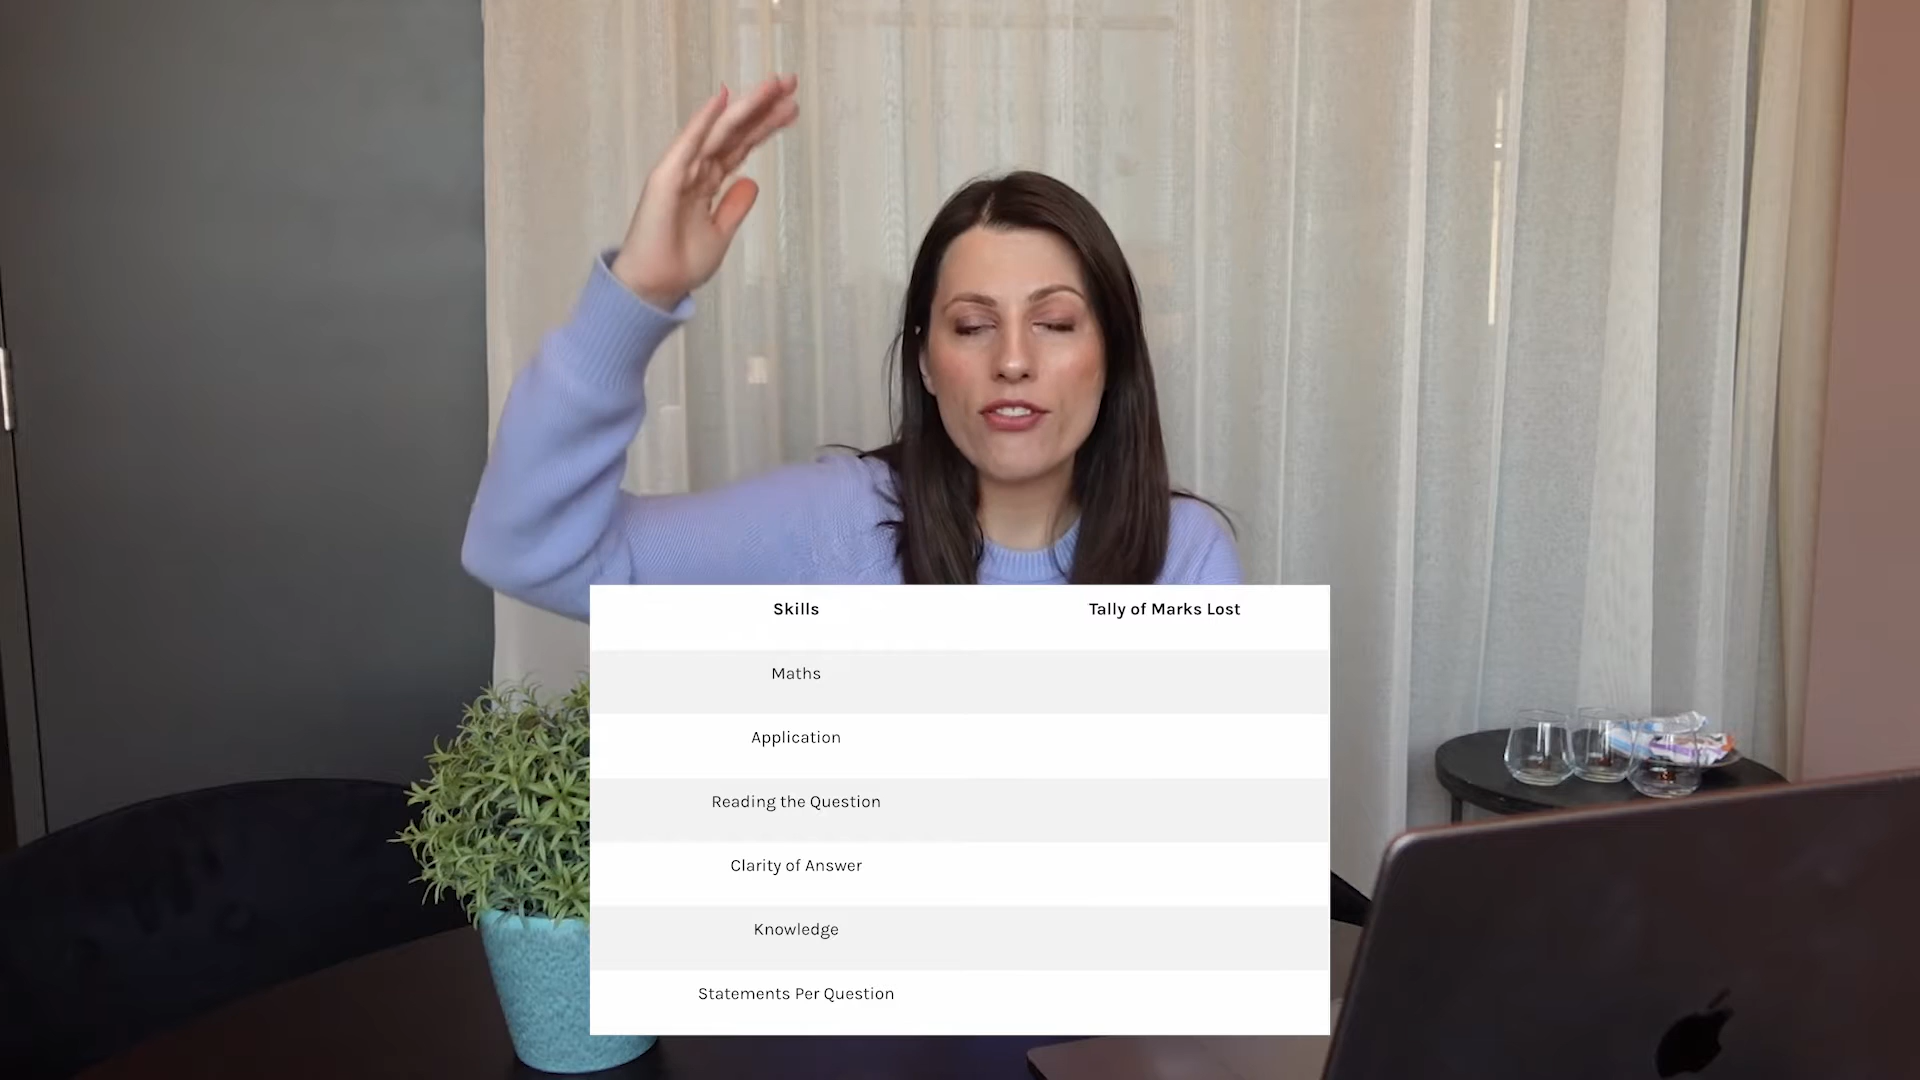 Skills Tally of Marks Lost
Maths
Application
Reading the Question
Clarity of Answer
Knowledge
Statements Per Question